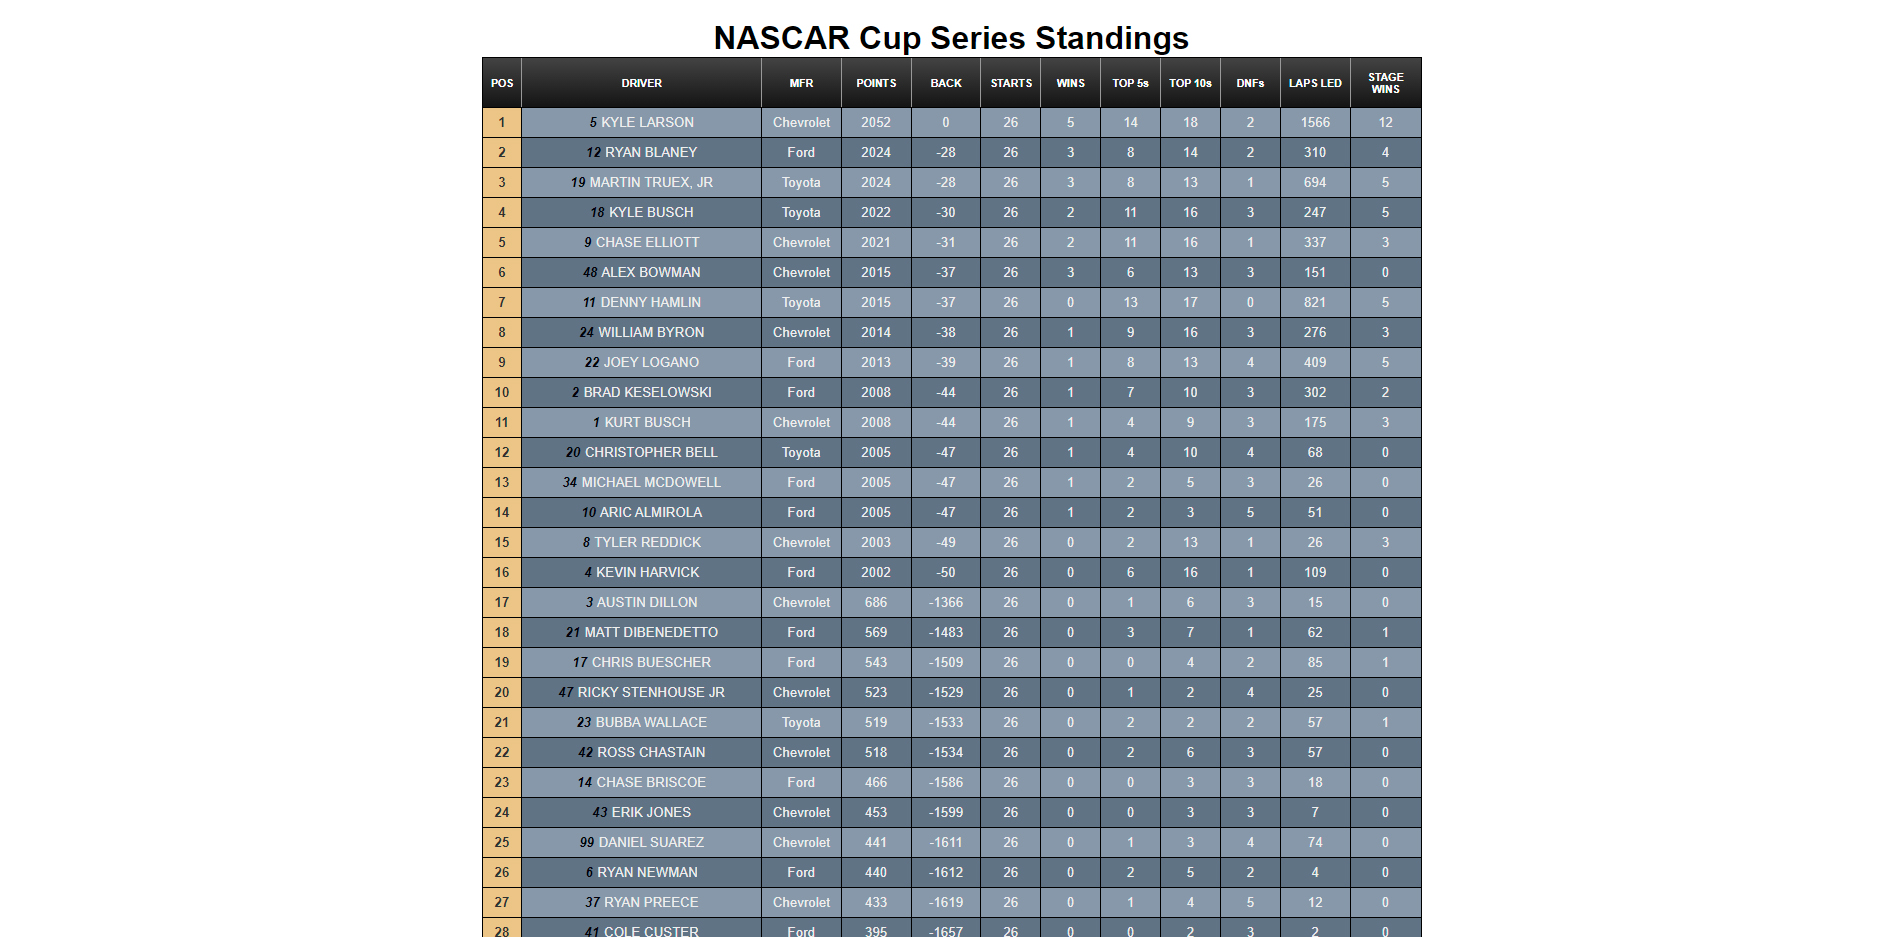 NASCAR Cup Series Standings
POS DRIVER MFR POINTS BACK STARTS WINS TOP 5s TOP 10s DNFs LAPS LED STAGE WINS
1 5 KYLE LARSON Chevrolet 2052 0 26 5 14 18 2 1566 12
2 12 RYAN BLANEY Ford 2024 -28 26 3 8 14 2 310 4
3 19 MARTIN TRUEX, JR Toyota 2024 -28 26 3 8 13 1 694 5
4 18 KYLE BUSCH Toyota 2022 -30 26 2 11 16 3 247 5
5 9 CHASE ELLIOTT Chevrolet 2021 -31 26 2 11 16 1 337 3
6 48 ALEX BOWMAN Chevrolet 2015 -37 26 3 6 13 3 151 0
7 11 DENNY HAMLIN Toyota 2015 -37 26 0 13 17 0 821 5
8 24 WILLIAM BYRON Chevrolet 2014 -38 26 1 9 16 3 276 3
9 22 JOEY LOGANO Ford 2013 -39 26 1 8 13 4 409 5
10 2 BRAD KESELOWSKI Ford 2008 -44 26 1 7 10 3 302 2
11 1 KURT BUSCH Chevrolet 2008 -44 26 1 4 9 3 175 3
12 20 CHRISTOPHER BELL Toyota 2005 -47 26 1 4 10 4 68 0
13 34 MICHAEL MCDOWELL Ford 2005 -47 26 1 2 5 3 26 0
14 10 ARIC ALMIROLA Ford 2005 -47 26 1 2 3 5 51 0
15 8 TYLER REDDICK Chevrolet 2003 -49 26 0 2 13 1 26 3
16 4 KEVIN HARVICK Ford 2002 -50 26 0 6 16 1 109 0
17 3 AUSTIN DILLON Chevrolet 686 -1366 26 0 1 6 3 15 0
18 21 MATT DIBENEDETTO Ford 569 -1483 26 0 3 7 1 62 1
19 17 CHRIS BUESCHER Ford 543 -1509 26 0 0 4 2 85 1
20 47 RICKY STENHOUSE JR Chevrolet 523 -1529 26 0 1 2 4 25 0
21 23 BUBBA WALLACE Toyota 519 -1533 26 0 2 2 2 57 1
22 42 ROSS CHASTAIN Chevrolet 518 -1534 26 0 2 6 3 57 0
23 14 CHASE BRISCOE Ford 466 -1586 26 0 0 3 3 18 0
24 43 ERIK JONES Chevrolet 453 -1599 26 0 0 3 3 7 0
25 99 DANIEL SUAREZ Chevrolet 441 -1611 26 0 1 3 4 74 0
26 6 RYAN NEWMAN Ford 440 -1612 26 0 2 5 2 4 0
27 37 RYAN PREECE Chevrolet 433 -1619 26 0 1 4 5 12 0
28 41 COLE CUSTER Ford 395 -1657 26 0 0 2 3 2 0